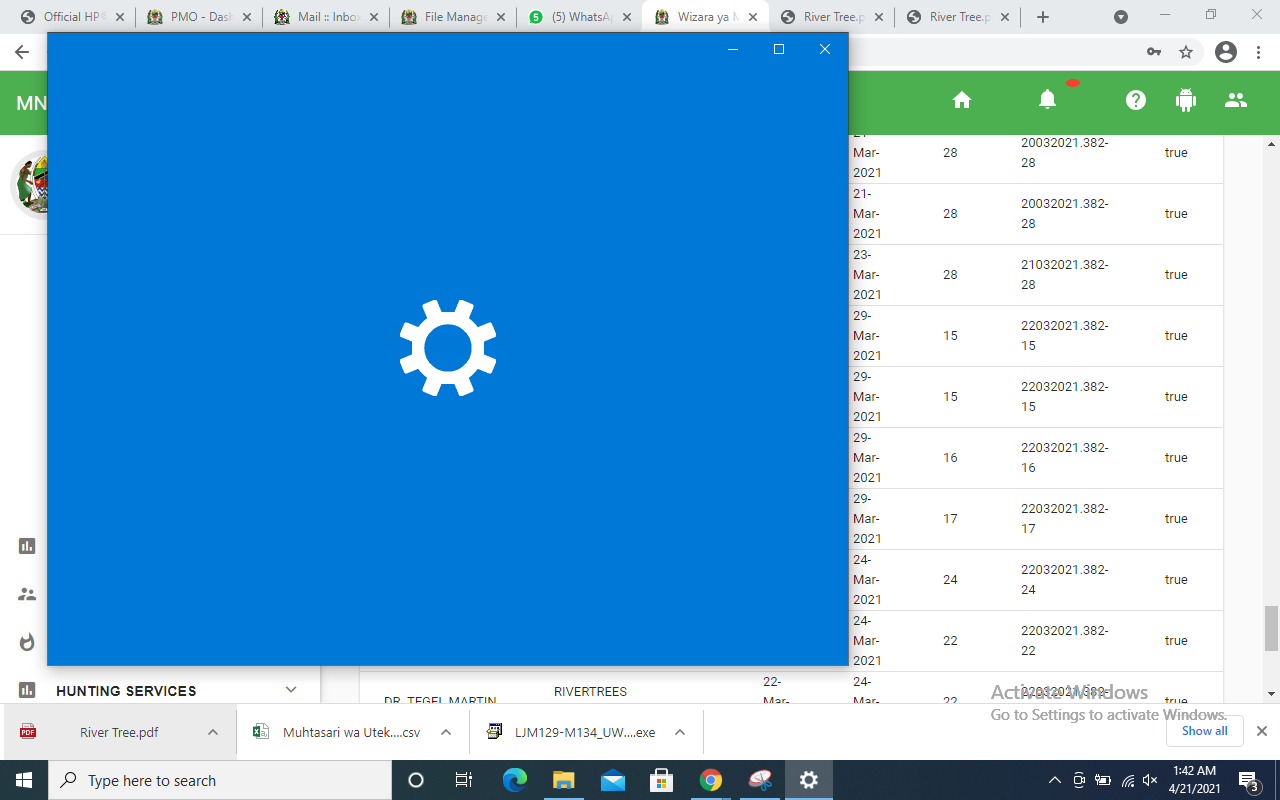 Official HP
PMO - Dash
Mail :: Inbox
File Manage
(5) WhatsA
Wizara ya M
River Tree.p
River Tree.p
MN
Mar-
2021
28
20032021.382-
28
true
21-
Mar-
2021
28
20032021.382-
28
true
23-
Mar-
2021
28
21032021.382-
28
true
29-
Mar-
2021
15
22032021.382-
15
true
29-
Mar-
2021
15
22032021.382-
15
true
29-
Mar-
2021
16
22032021.382-
16
true
29-
Mar-
2021
17
22032021.382-
17
true
24-
Mar-
2021
24
22032021.382-
24
true
24-
Mar-
2021
22
22032021.382-
22
true
HUNTING SERVICES
DR. TEGEL MARTIN
RIVERTREES
22-
Mar-
24-
Mar-
22
22032021.382-
true
Activate Windows
Go to Settings to activate Windows.
River Tree.pdf
Muhtasari wa Utek....csv
LJM129-M134_UW....exe
Show all
Type here to search
1:42 AM
4/21/2021
3